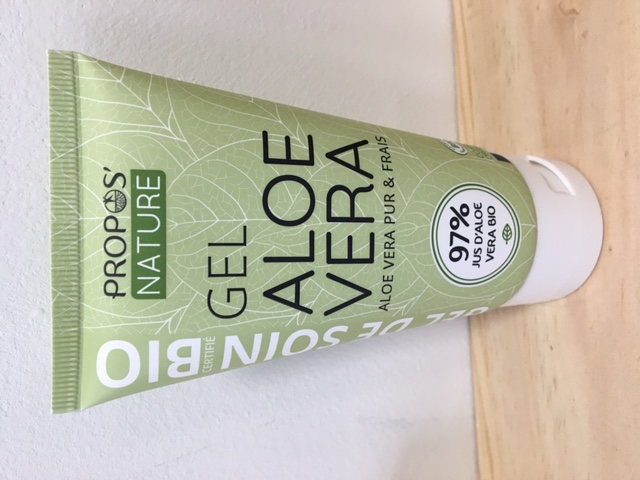 PROPOS'
NATURE
GEL
ALOE
VERA
ALOE VERA PUR & FRAIS
97%
JUS D'ALOE
VERA BIO
GEL DE SOIN BIO
CERTIFIÉ